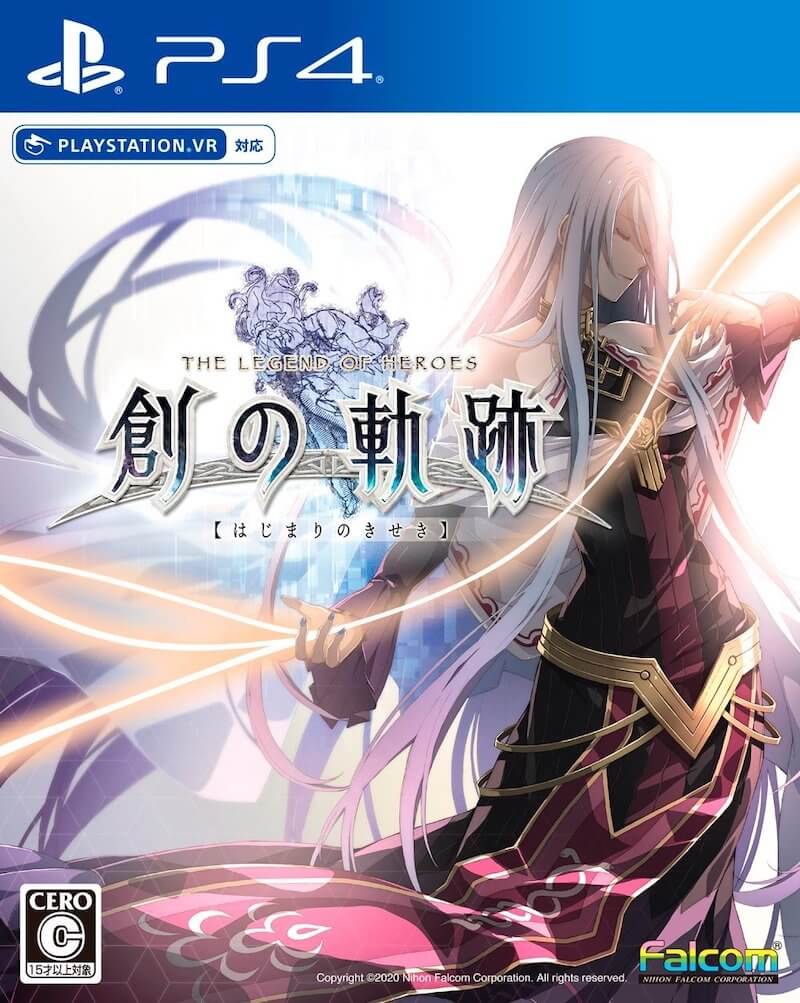 PS4®
PLAYSTATION®VR 対応
THE LEGEND OF HEROES
創の軌跡
【はじまりのきせき】
CERO
C
15才以上対象
Copyright ©2020 Nihon Falcom Corporation. All rights reserved.
Falcom®
NIHON FALCOM CORPORATION